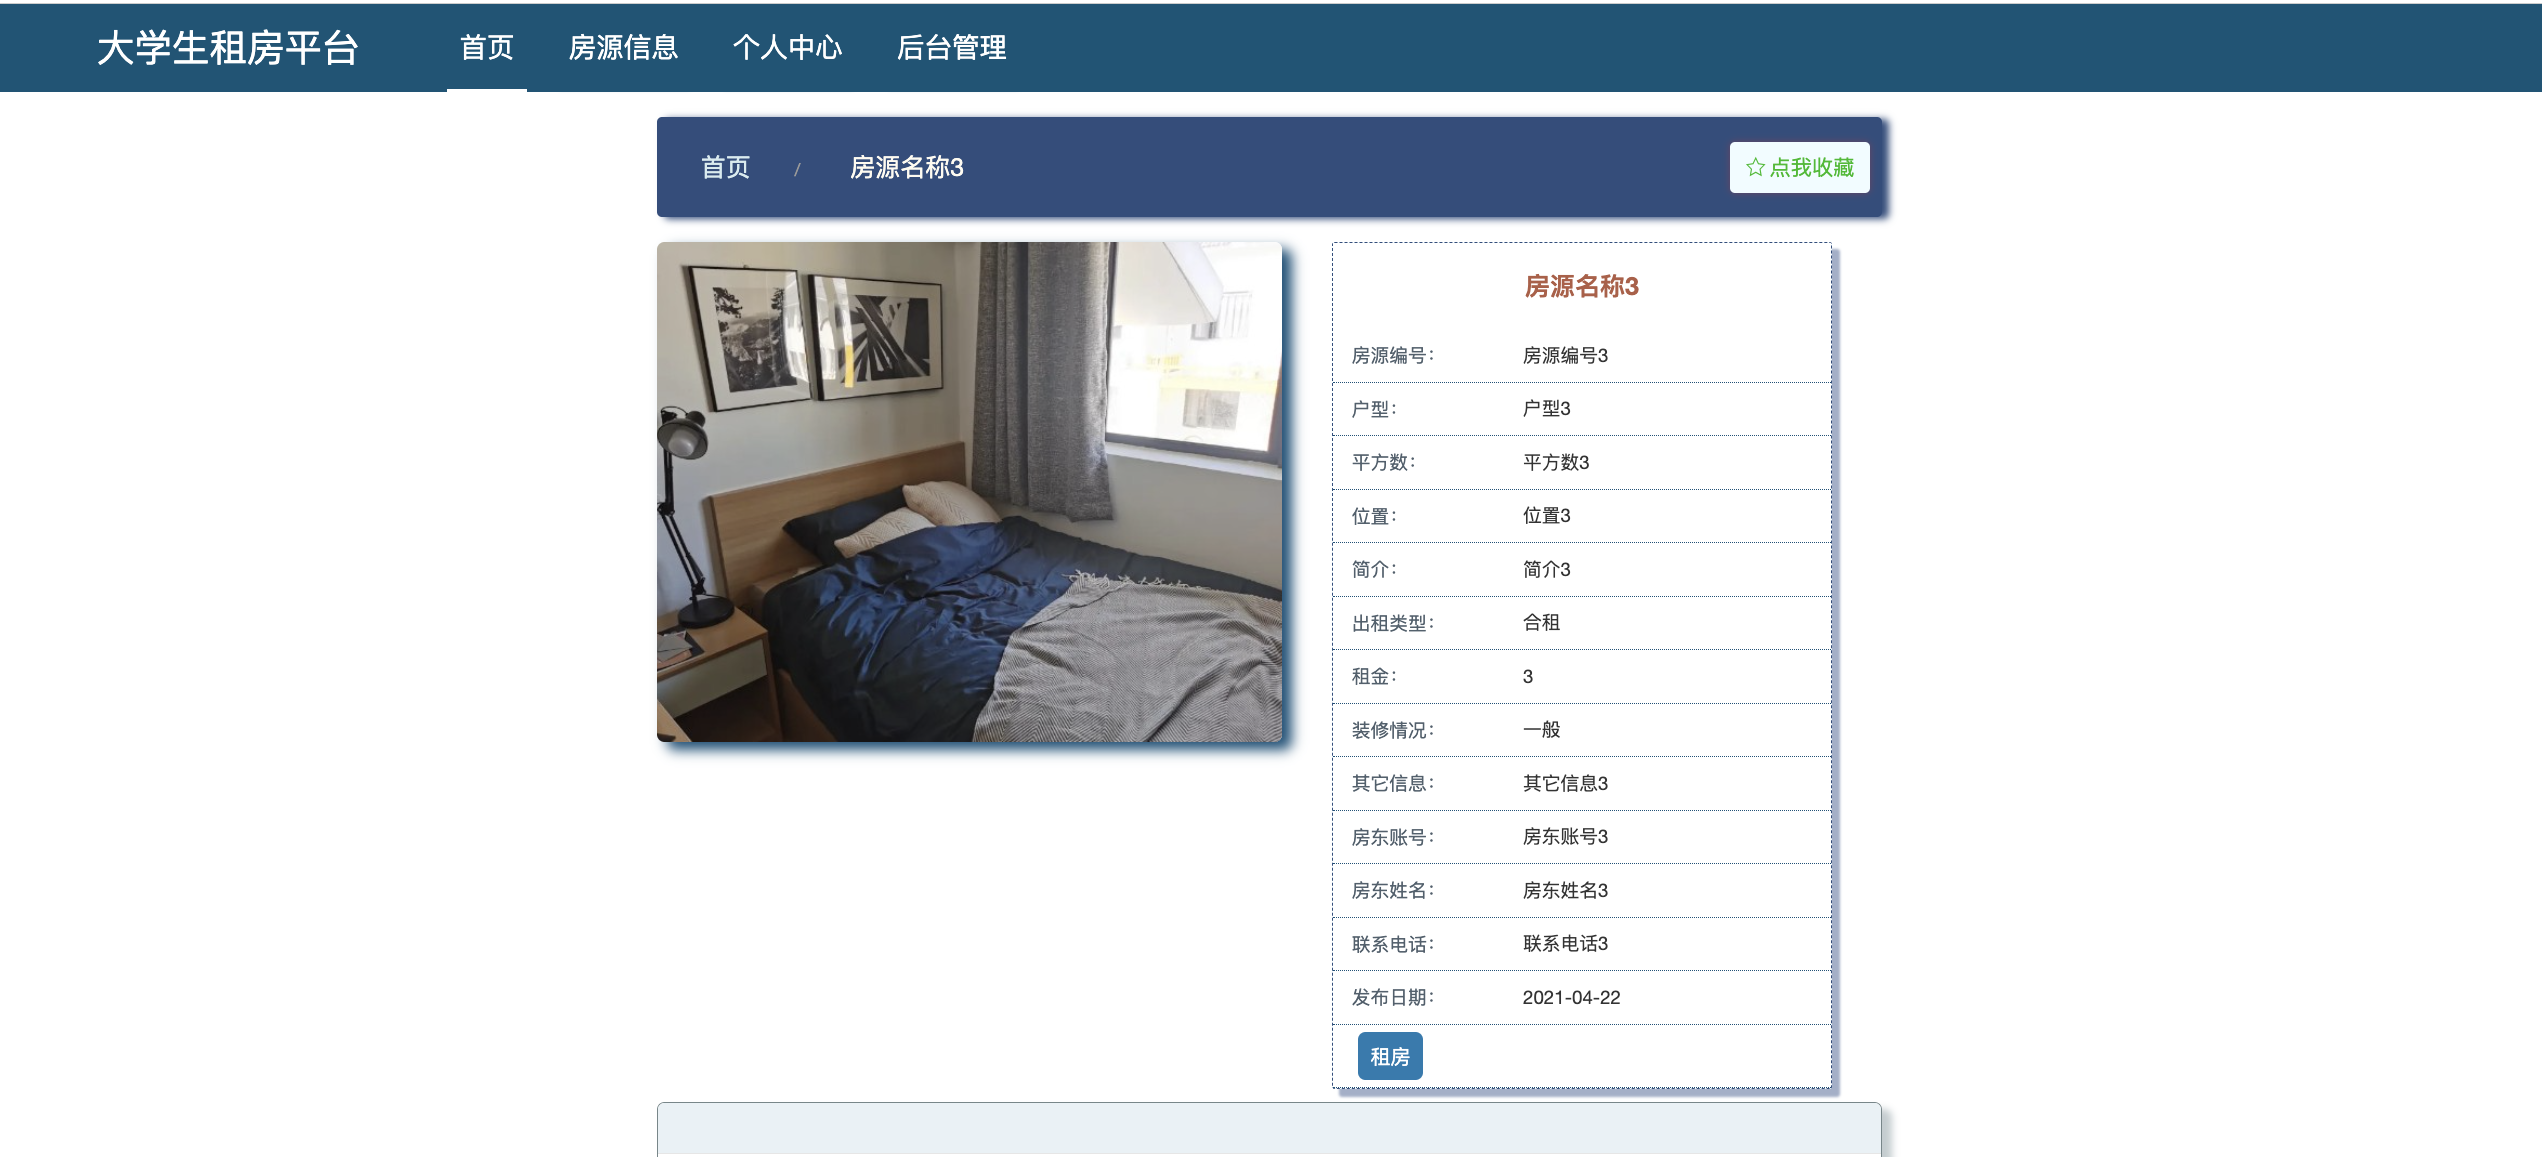 大学生租房平台 首页 房源信息 个人中心 后台管理
首页 / 房源名称3 点我收藏
房源名称3
房源编号： 房源编号3
户型： 户型3
平方数： 平方数3
位置： 位置3
简介： 简介3
出租类型： 合租
租金： 3
装修情况： 一般
其它信息： 其它信息3
房东账号： 房东账号3
房东姓名： 房东姓名3
联系电话： 联系电话3
发布日期： 2021-04-22
租房